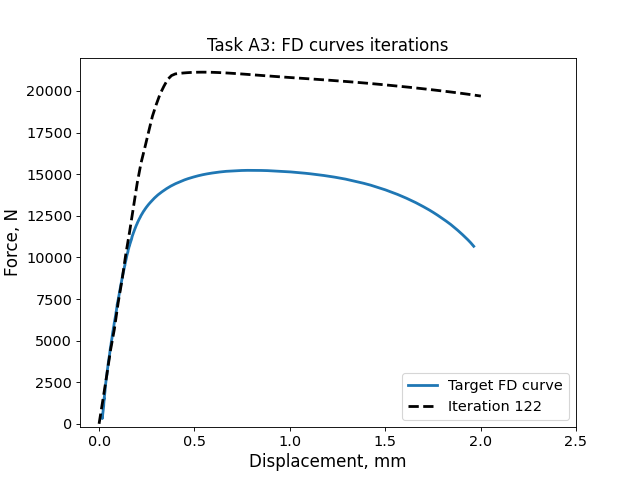 Task A3: FD curves iterations
Force, N
20000
17500
15000
12500
10000
7500
5000
2500
0
Target FD curve
Iteration 122
0.0 0.5 1.0 1.5 2.0 2.5
Displacement, mm